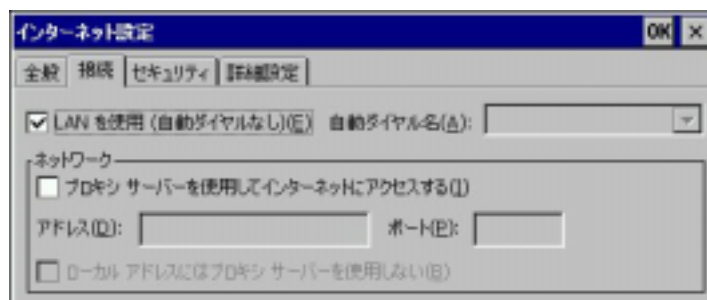 インターネット設定 OK ×
全般 接続 セキュリティ 詳細設定
LAN を使用 (自動ダイヤルなし)(E) 自動ダイヤル名(A):
ネットワーク
プロキシ サーバーを使用してインターネットにアクセスする(I)
アドレス(D): ポート(P):
ローカル アドレスにはプロキシ サーバーを使用しない(B)